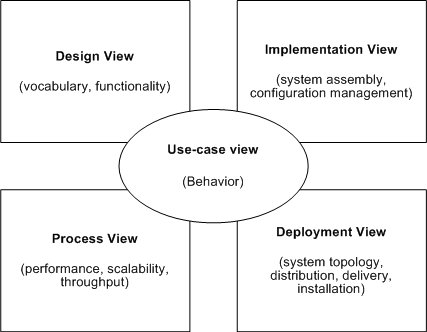 Design View
(vocabulary, functionality)
Implementation View
(system assembly,
configuration management)
Use-case view
(Behavior)
Process View
(performance, scalability,
throughput)
Deployment View
(system topology,
distribution, delivery,
installation)